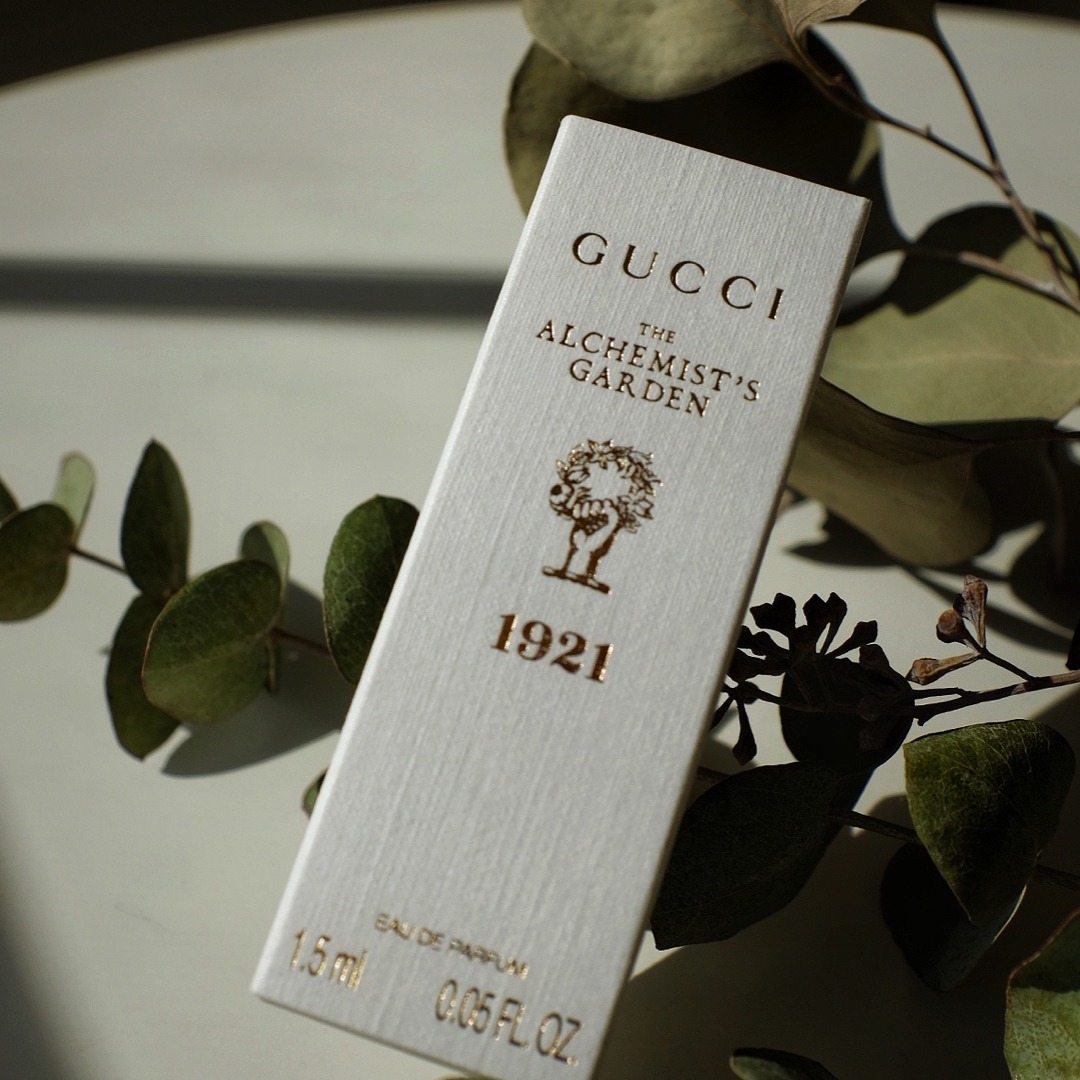 GUCCI
THE
ALCHEMIST'S
GARDEN
1921
EAU DE PARFUM
1.5 ml 0.05 FL. OZ.